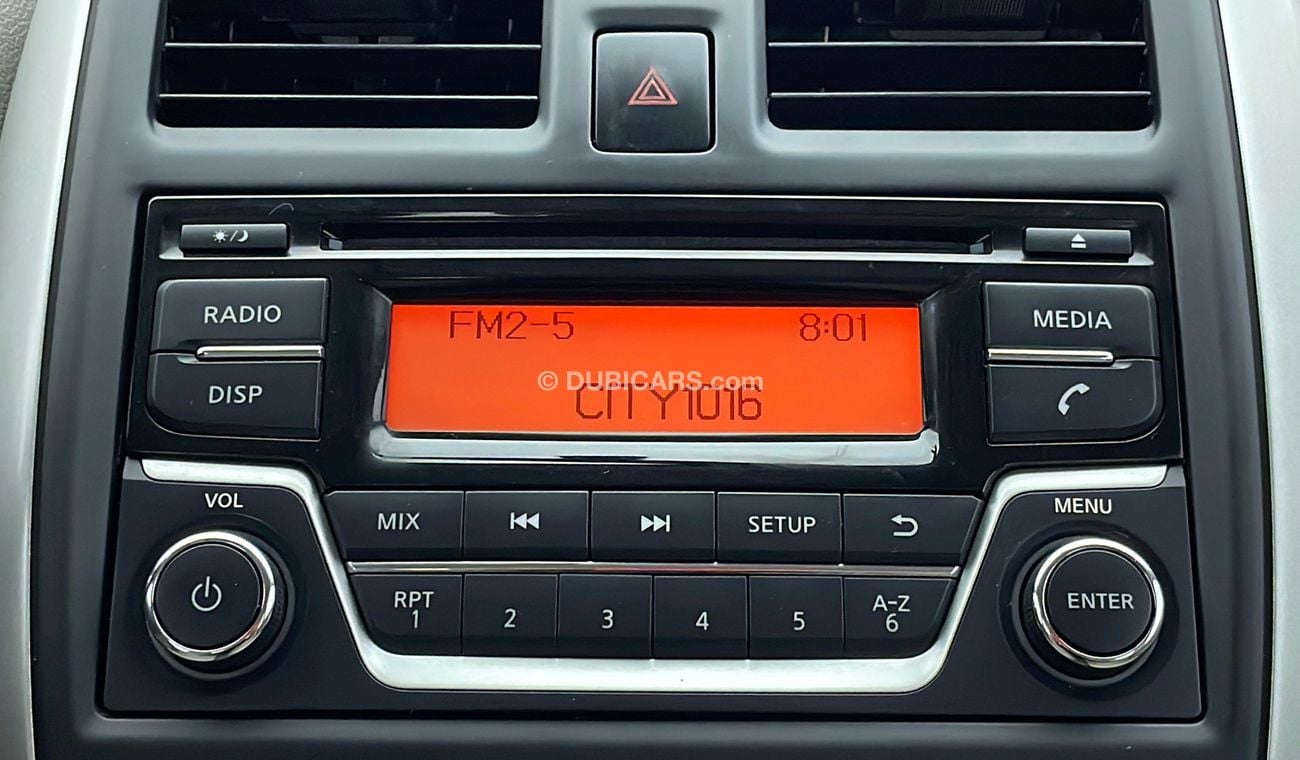 RADIO
DISP
FM2-5 8:01
© DUBICARS.com
CITY1016
MEDIA
VOL
MENU
MIX
SETUP
RPT
1
2
3
4
5
A-Z
6
ENTER